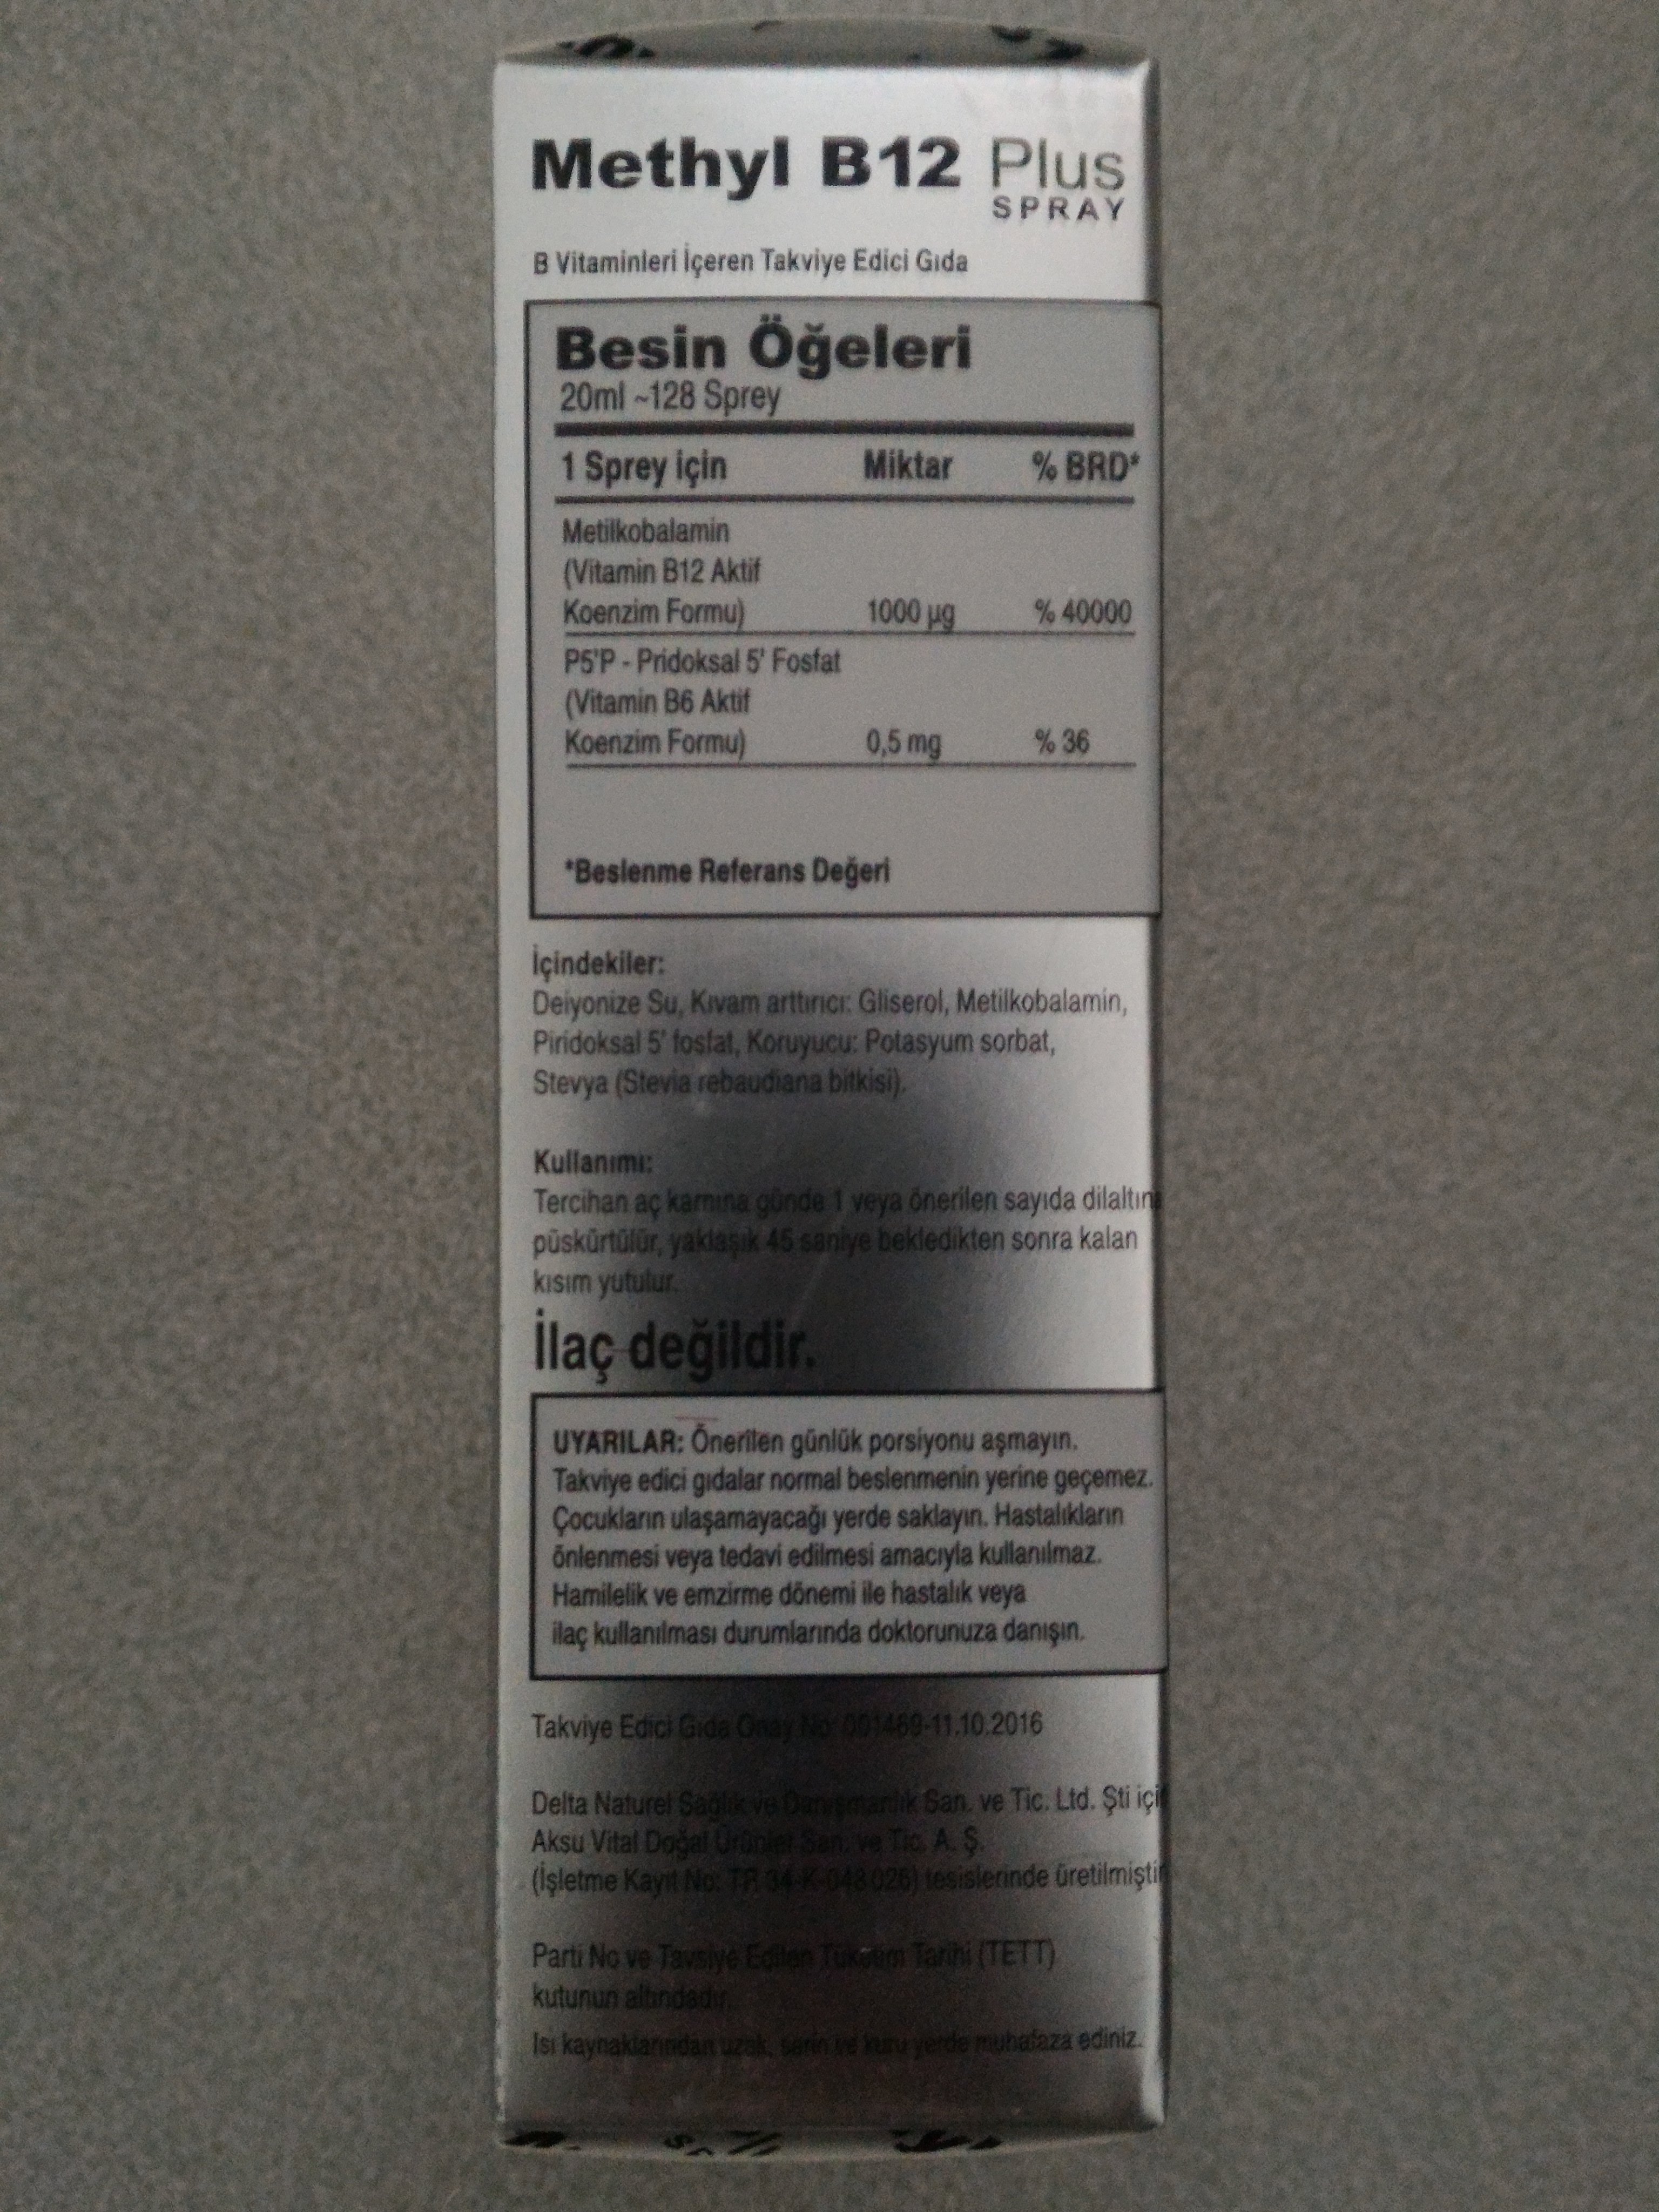 Methyl B12 Plus
SPRAY
B Vitaminleri İçeren Takviye Edici Gıda
Besin Öğeleri
20ml ~128 Sprey
1 Sprey için Miktar % BRD*
Metilkobalamin
(Vitamin B12 Aktif
Koenzim Formu) 1000 µg % 40000
P5'P - Pridoksal 5' Fosfat
(Vitamin B6 Aktif
Koenzim Formu) 0,5 mg % 36
*Beslenme Referans Değeri
İçindekiler:
Deiyonize Su, Kıvam arttırıcı: Gliserol, Metilkobalamin,
Piridoksal 5' fosfat, Koruyucu: Potasyum sorbat,
Stevya (Stevia rebaudiana bitkisi).
Kullanımı:
Tercihan aç karnına günde 1 veya önerilen sayıda dilaltına
püskürtülür, yaklaşık 45 saniye bekledikten sonra kalan
kısım yutulur.
İlaç değildir.
UYARILAR: Önerilen günlük porsiyonu aşmayın.
Takviye edici gıdalar normal beslenmenin yerine geçemez.
Çocukların ulaşamayacağı yerde saklayın. Hastalıkların
önlenmesi veya tedavi edilmesi amacıyla kullanılmaz.
Hamilelik ve emzirme dönemi ile hastalık veya
ilaç kullanılması durumlarında doktorunuza danışın.
Takviye Edici Gıda Onay No: 001489-11.10.2016
Delta Naturel Sağlık ve Danışmanlık San. ve Tic. Ltd. Şti içi
Aksu Vital Doğal Ürünler San. ve Tic. A. Ş.
(İşletme Kayıt No: TR 34-K-048026) tesislerinde üretilmişti
Parti No ve Tavsiye Edilen Tüketim Tarihi (TETT)
kutunun altındadır.
Isı kaynaklarından uzak, serin ve kuru yerde muhafaza ediniz.